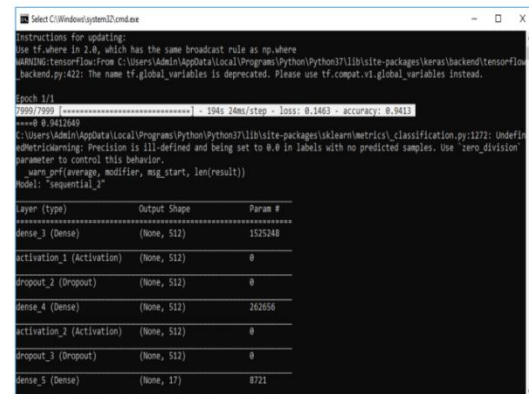 Select C:\Windows\system32\cmd.exe
Instructions for updating:
Use tf.where in 2.0, which has the same broadcast rule as np.where
WARNING:tensorflow:From C:\Users\Admin\AppData\Local\Programs\Python\Python37\lib\site-packages\keras\backend\tensorflow
_backend.py:422: The name tf.global_variables is deprecated. Please use tf.compat.v1.global_variables instead.
Epoch 1/1
7999/7999 [==============================] - 194s 24ms/step - loss: 0.1463 - accuracy: 0.9413
====0 0.9412649
C:\Users\Admin\AppData\Local\Programs\Python\Python37\lib\site-packages\sklearn\metrics\_classification.py:1272: Undefin
edMetricWarning: Precision is ill-defined and being set to 0.0 in labels with no predicted samples. Use `zero_division`
parameter to control this behavior.
_warn_prf(average, modifier, msg_start, len(result))
Model: "sequential_2"
Layer (type) Output Shape Param #
dense_3 (Dense) (None, 512) 1525248
activation_1 (Activation) (None, 512) 0
dropout_2 (Dropout) (None, 512) 0
dense_4 (Dense) (None, 512) 262656
activation_2 (Activation) (None, 512) 0
dropout_3 (Dropout) (None, 512) 0
dense_5 (Dense) (None, 17) 8721